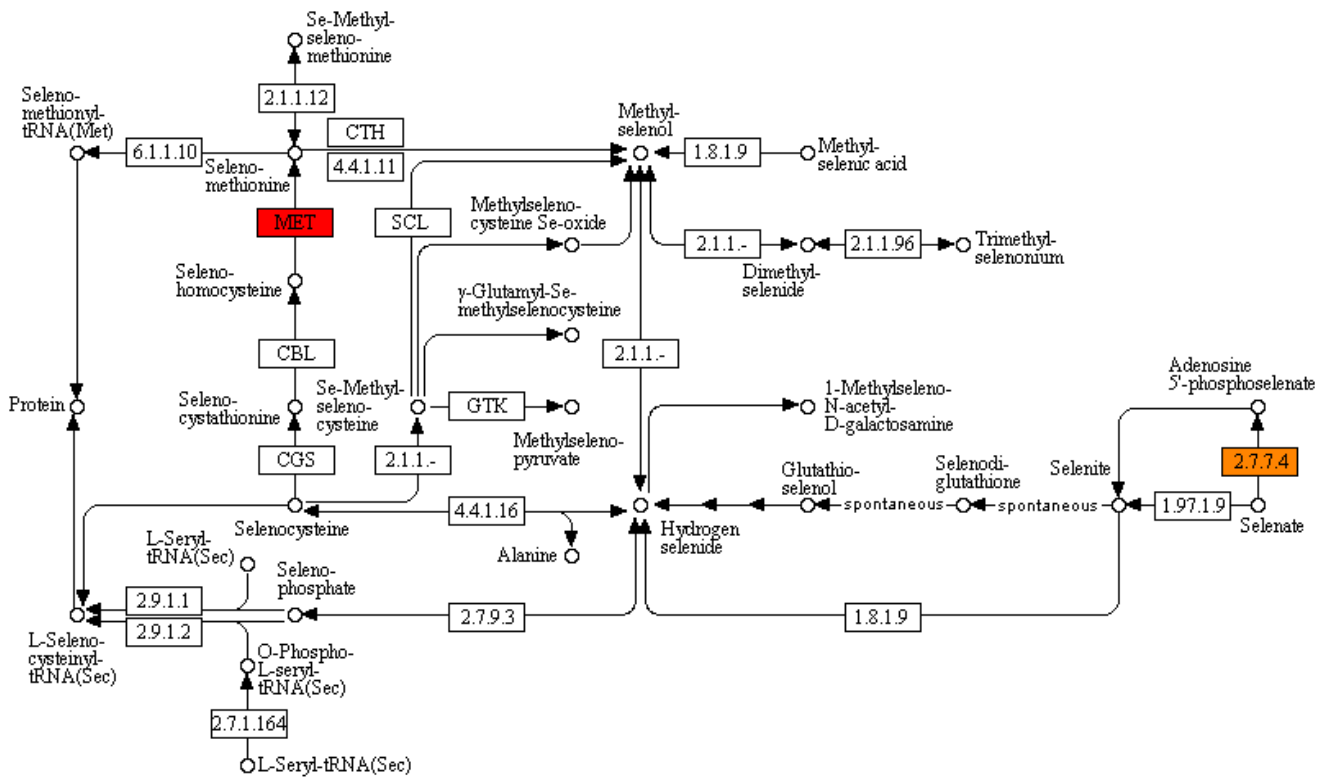 Se-Methyl-
seleno-
methionine
2.1.1.12
Seleno-
methionyl-
tRNA(Met)
6.1.1.10
Seleno-
methionine
CTH
4.4.1.11
Methyl-
selenol
1.8.1.9
Methyl-
selenic acid
MET
SCL
Methylseleno-
cysteine Se-oxide
2.1.1.-
2.1.1.96
Trimethyl-
selenonium
Dimethyl-
selenide
Seleno-
homocysteine
γ-Glutamyl-Se-
methylselenocysteine
CBL
2.1.1.-
Adenosine
5'-phosphoselenate
Protein
Seleno-
cystathionine
Se-Methyl-
seleno-
cysteine
GTK
Methylseleno-
pyruvate
1-Methylseleno-
N-acetyl-
D-galactosamine
CGS
2.1.1.-
Glutathio-
selenol
Selenodi-
glutathione
Selenite
2.7.7.4
spontaneous
spontaneous
1.97.1.9
Selenate
Selenocysteine
4.4.1.16
Alanine
Hydrogen
selenide
L-Seryl-
tRNA(Sec)
Seleno-
phosphate
2.9.1.1
2.9.1.2
2.7.9.3
1.8.1.9
L-Seleno-
cysteinyl-
tRNA(Sec)
O-Phospho-
L-seryl-
tRNA(Sec)
2.7.1.164
L-Seryl-tRNA(Sec)